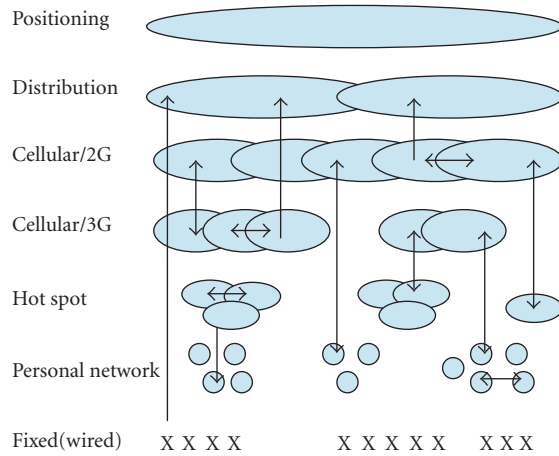 Positioning
Distribution
Cellular/2G
Cellular/3G
Hot spot
Personal network
Fixed(wired) X X X X X X X X X X X X